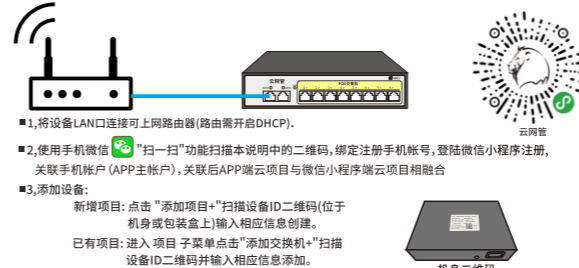 云网管
POE交换机
云网管
■1,将设备LAN口连接可上网路由器(路由需开启DHCP).
■2,使用手机微信 "扫一扫"功能扫描本说明中的二维码,绑定注册手机帐号,登陆微信小程序注册,
关联手机帐户(APP主帐户),关联后APP端云项目与微信小程序端云项目相融合
■3,添加设备:
新增项目: 点击 "添加项目+"扫描设备ID二维码(位于
机身或包装盒上)输入相应信息创建。
已有项目: 进入 项目 子菜单点击"添加交换机+"扫描
设备ID二维码并输入相应信息添加。
机身二维码